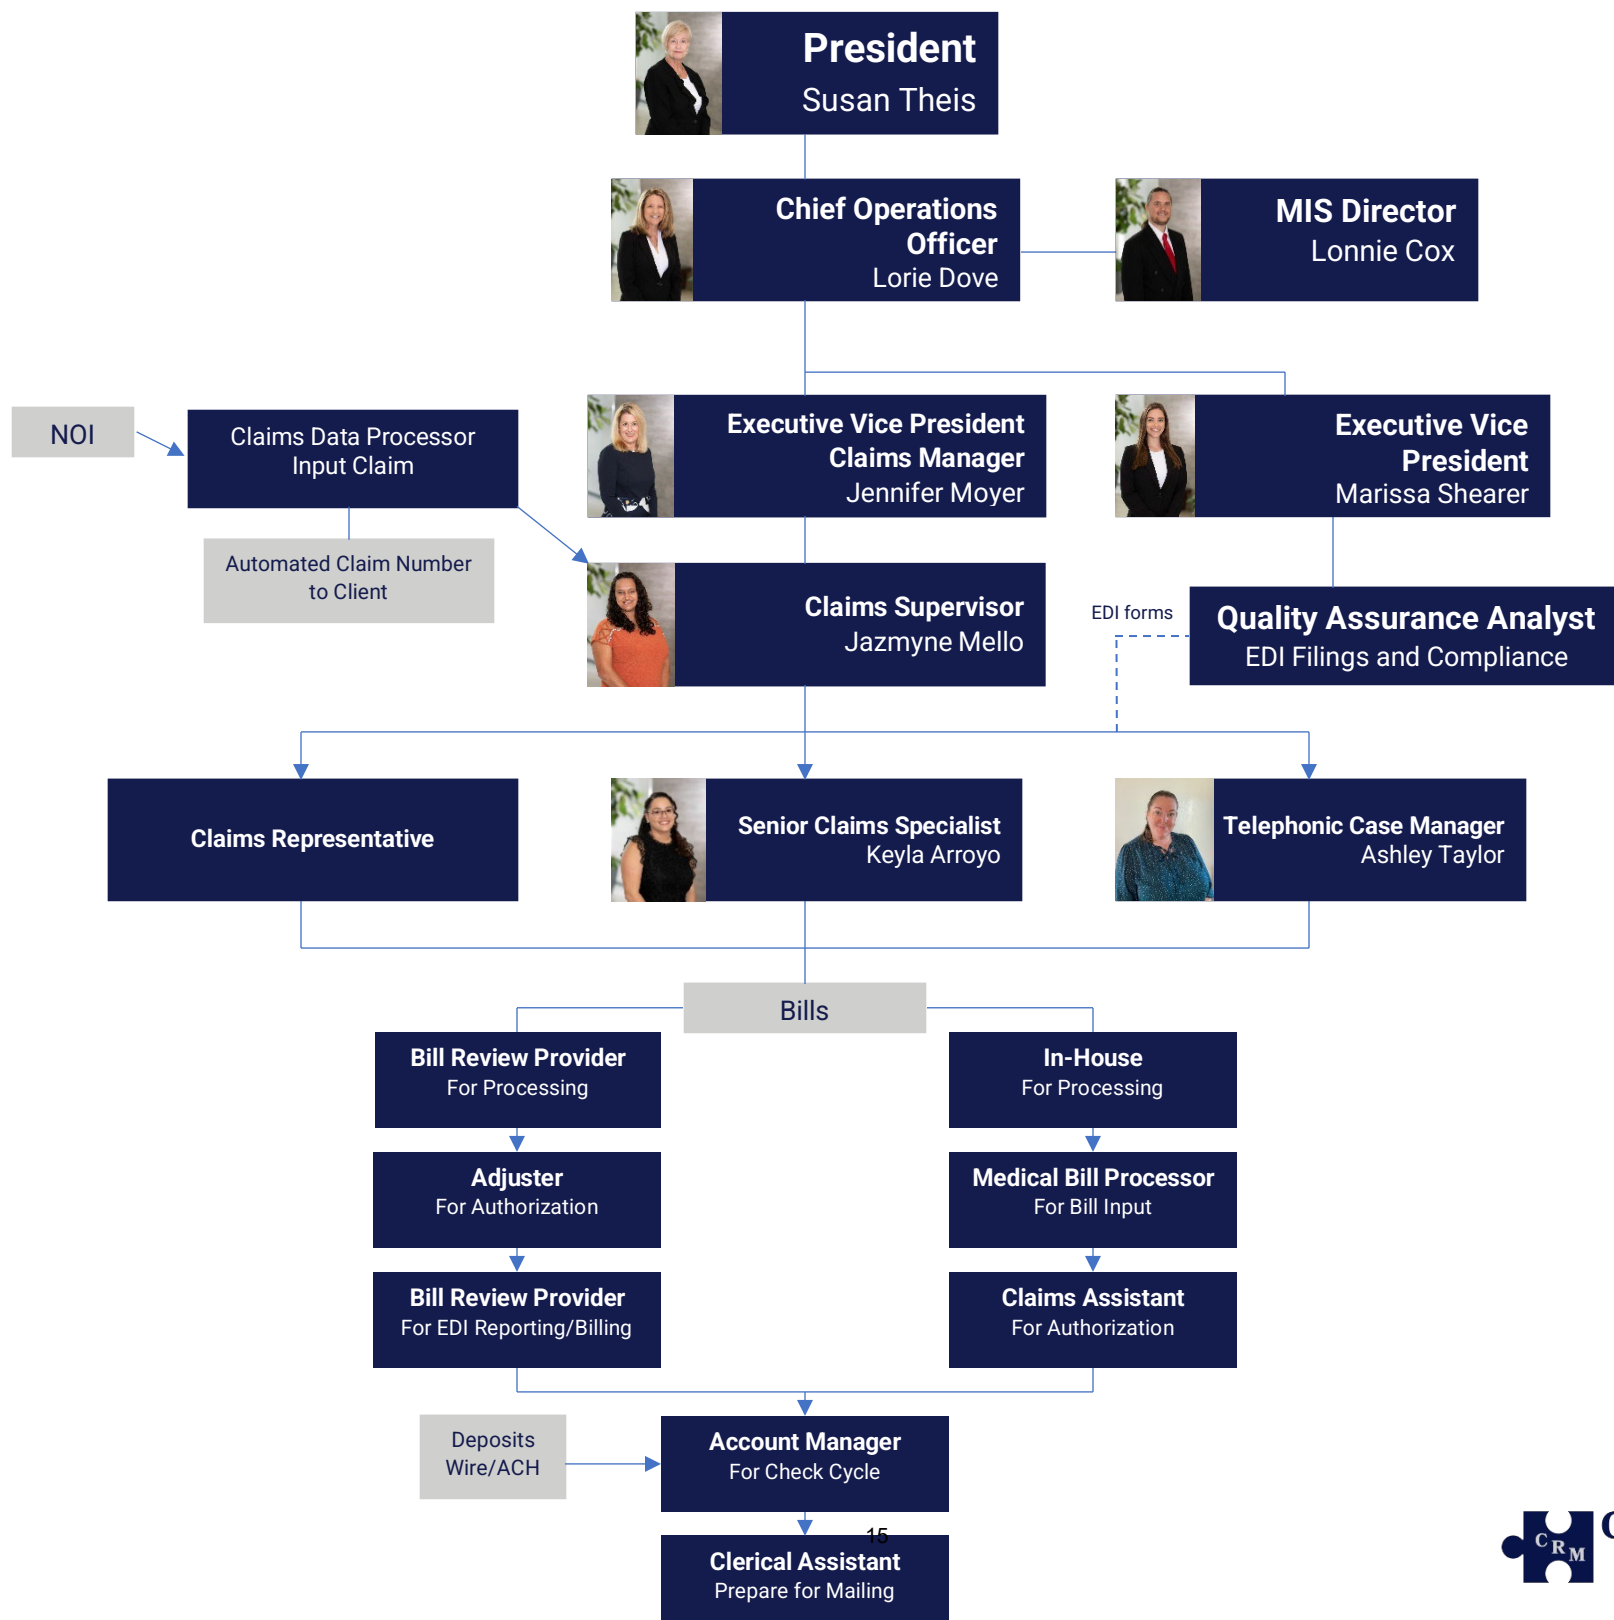 President
Susan Theis
Chief Operations
Officer
Lorie Dove
MIS Director
Lonnie Cox
NOI
Claims Data Processor
Input Claim
Automated Claim Number
to Client
Executive Vice President
Claims Manager
Jennifer Moyer
Executive Vice
President
Marissa Shearer
Claims Supervisor
Jazmyne Mello
EDI forms
Quality Assurance Analyst
EDI Filings and Compliance
Claims Representative
Senior Claims Specialist
Keyla Arroyo
Telephonic Case Manager
Ashley Taylor
Bills
Bill Review Provider
For Processing
In-House
For Processing
Adjuster
For Authorization
Medical Bill Processor
For Bill Input
Bill Review Provider
For EDI Reporting/Billing
Claims Assistant
For Authorization
Deposits
Wire/ACH
Account Manager
For Check Cycle
15
Clerical Assistant
Prepare for Mailing
CRM